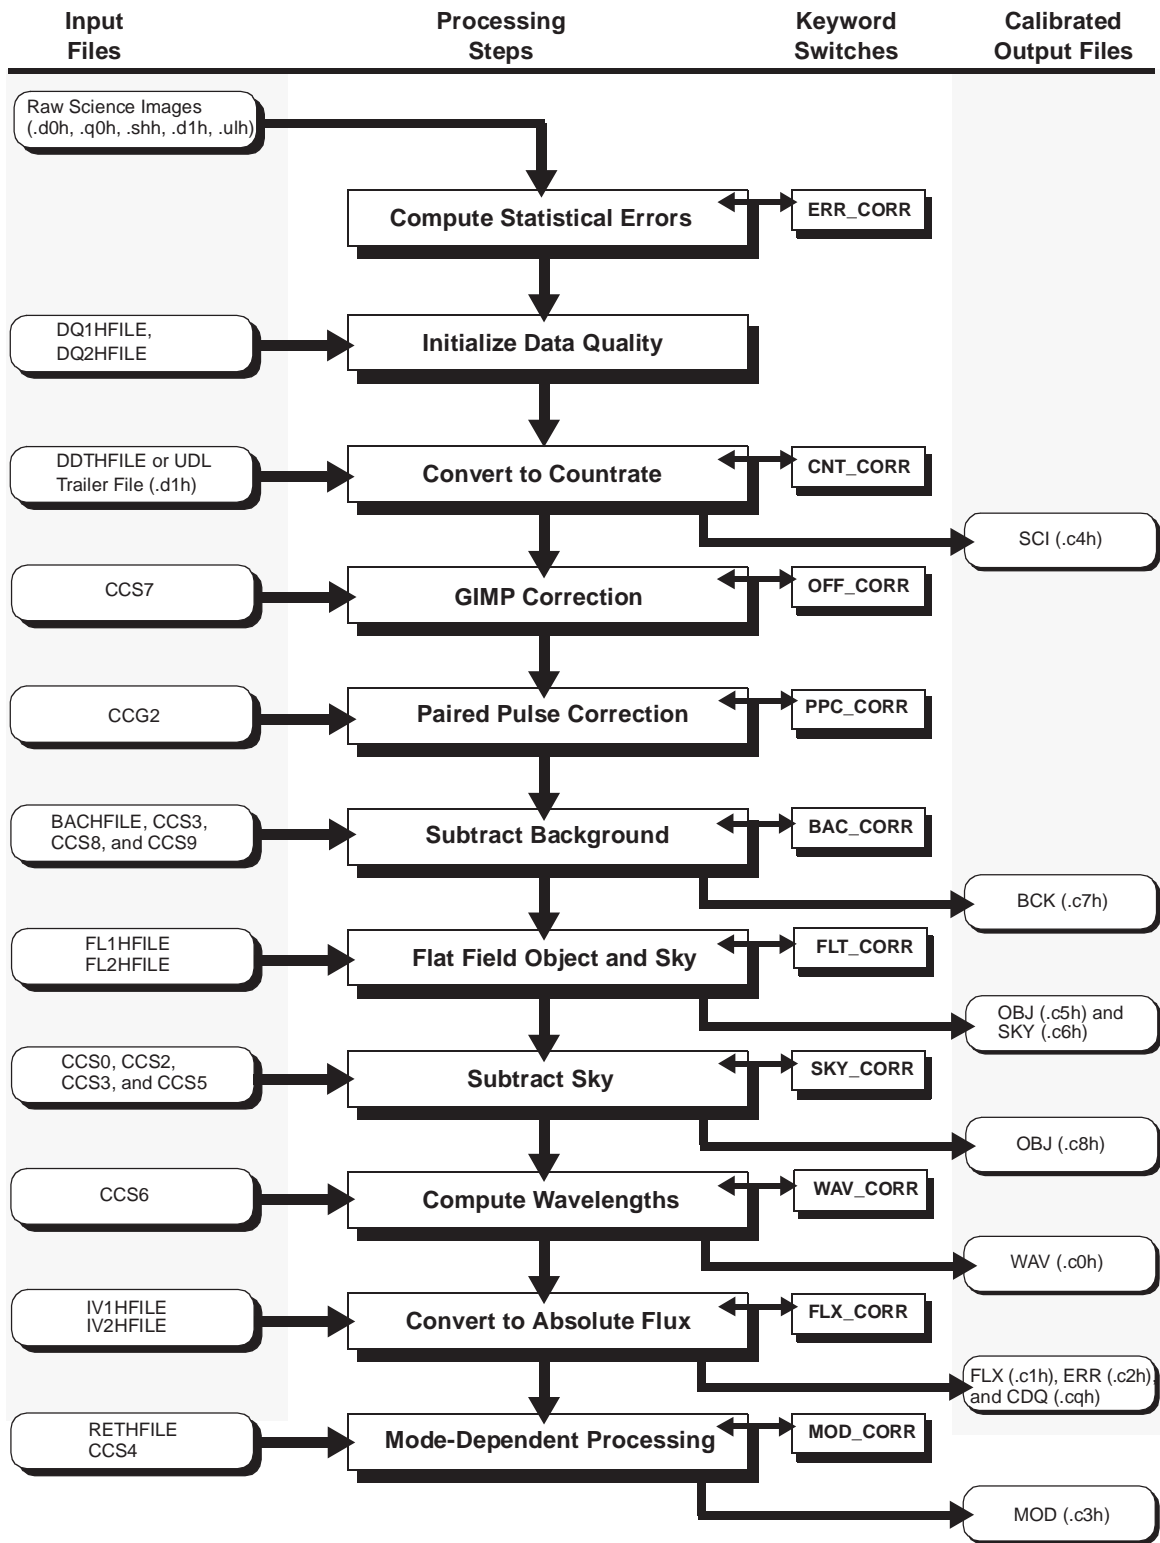 Input
Files
Processing
Steps
Keyword
Switches
Calibrated
Output Files
Raw Science Images
(.d0h, .q0h, .shh, .d1h, .ulh)
Compute Statistical Errors
ERR_CORR
DQ1HFILE,
DQ2HFILE
Initialize Data Quality
DDTHFILE or UDL
Trailer File (.d1h)
Convert to Countrate
CNT_CORR
SCI (.c4h)
CCS7
GIMP Correction
OFF_CORR
CCG2
Paired Pulse Correction
PPC_CORR
BACHFILE, CCS3,
CCS8, and CCS9
Subtract Background
BAC_CORR
BCK (.c7h)
FL1HFILE
FL2HFILE
Flat Field Object and Sky
FLT_CORR
OBJ (.c5h) and
SKY (.c6h)
CCS0, CCS2,
CCS3, and CCS5
Subtract Sky
SKY_CORR
OBJ (.c8h)
CCS6
Compute Wavelengths
WAV_CORR
WAV (.c0h)
IV1HFILE
IV2HFILE
Convert to Absolute Flux
FLX_CORR
FLX (.c1h), ERR (.c2h),
and CDQ (.cqh)
RETHFILE
CCS4
Mode-Dependent Processing
MOD_CORR
MOD (.c3h)